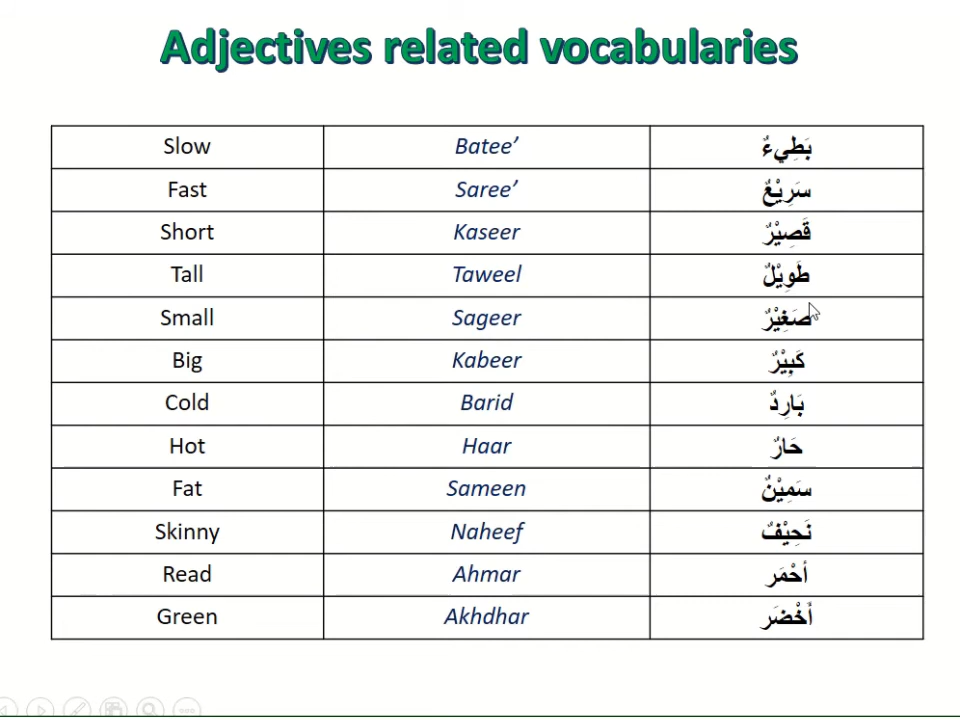 Adjectives related vocabularies
Slow Batee’ بَطِيءٌ
Fast Saree’ سَرِيْعٌ
Short Kaseer قَصِيْرٌ
Tall Taweel طَوِيْلٌ
Small Sageer صَغِيْرٌ
Big Kabeer كَبِيْرٌ
Cold Barid بَارِدٌ
Hot Haar حَارٌ
Fat Sameen سَمِيْنٌ
Skinny Naheef نَحِيْفٌ
Read Ahmar أحْمَر
Green Akhdhar أَخْضَر